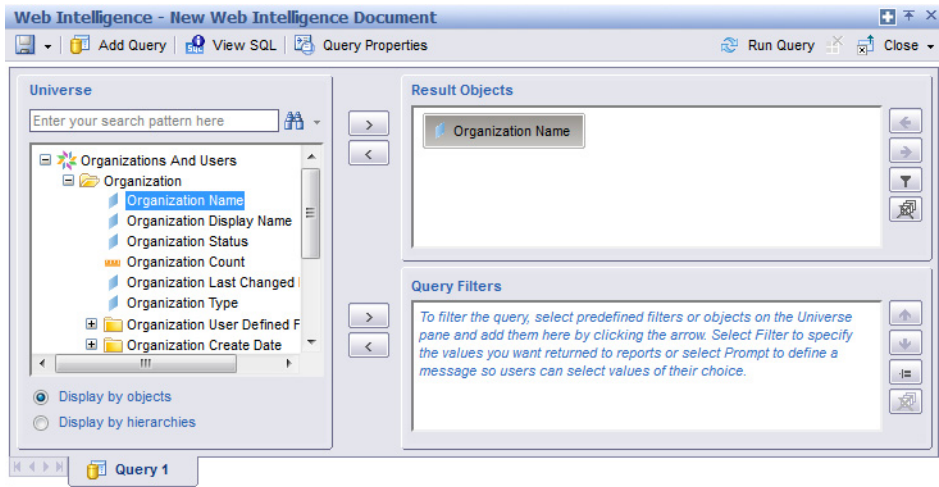 Web Intelligence - New Web Intelligence Document
Add Query
View SQL
Query Properties
Run Query
Close
Universe
Enter your search pattern here
Organizations And Users
Organization
Organization Name
Organization Display Name
Organization Status
Organization Count
Organization Last Changed
Organization Type
Organization User Defined F
Organization Create Date
Display by objects
Display by hierarchies
>
<
>
<
Result Objects
Organization Name
Query Filters
To filter the query, select predefined filters or objects on the Universe
pane and add them here by clicking the arrow. Select Filter to specify
the values you want returned to reports or select Prompt to define a
message so users can select values of their choice.
Query 1